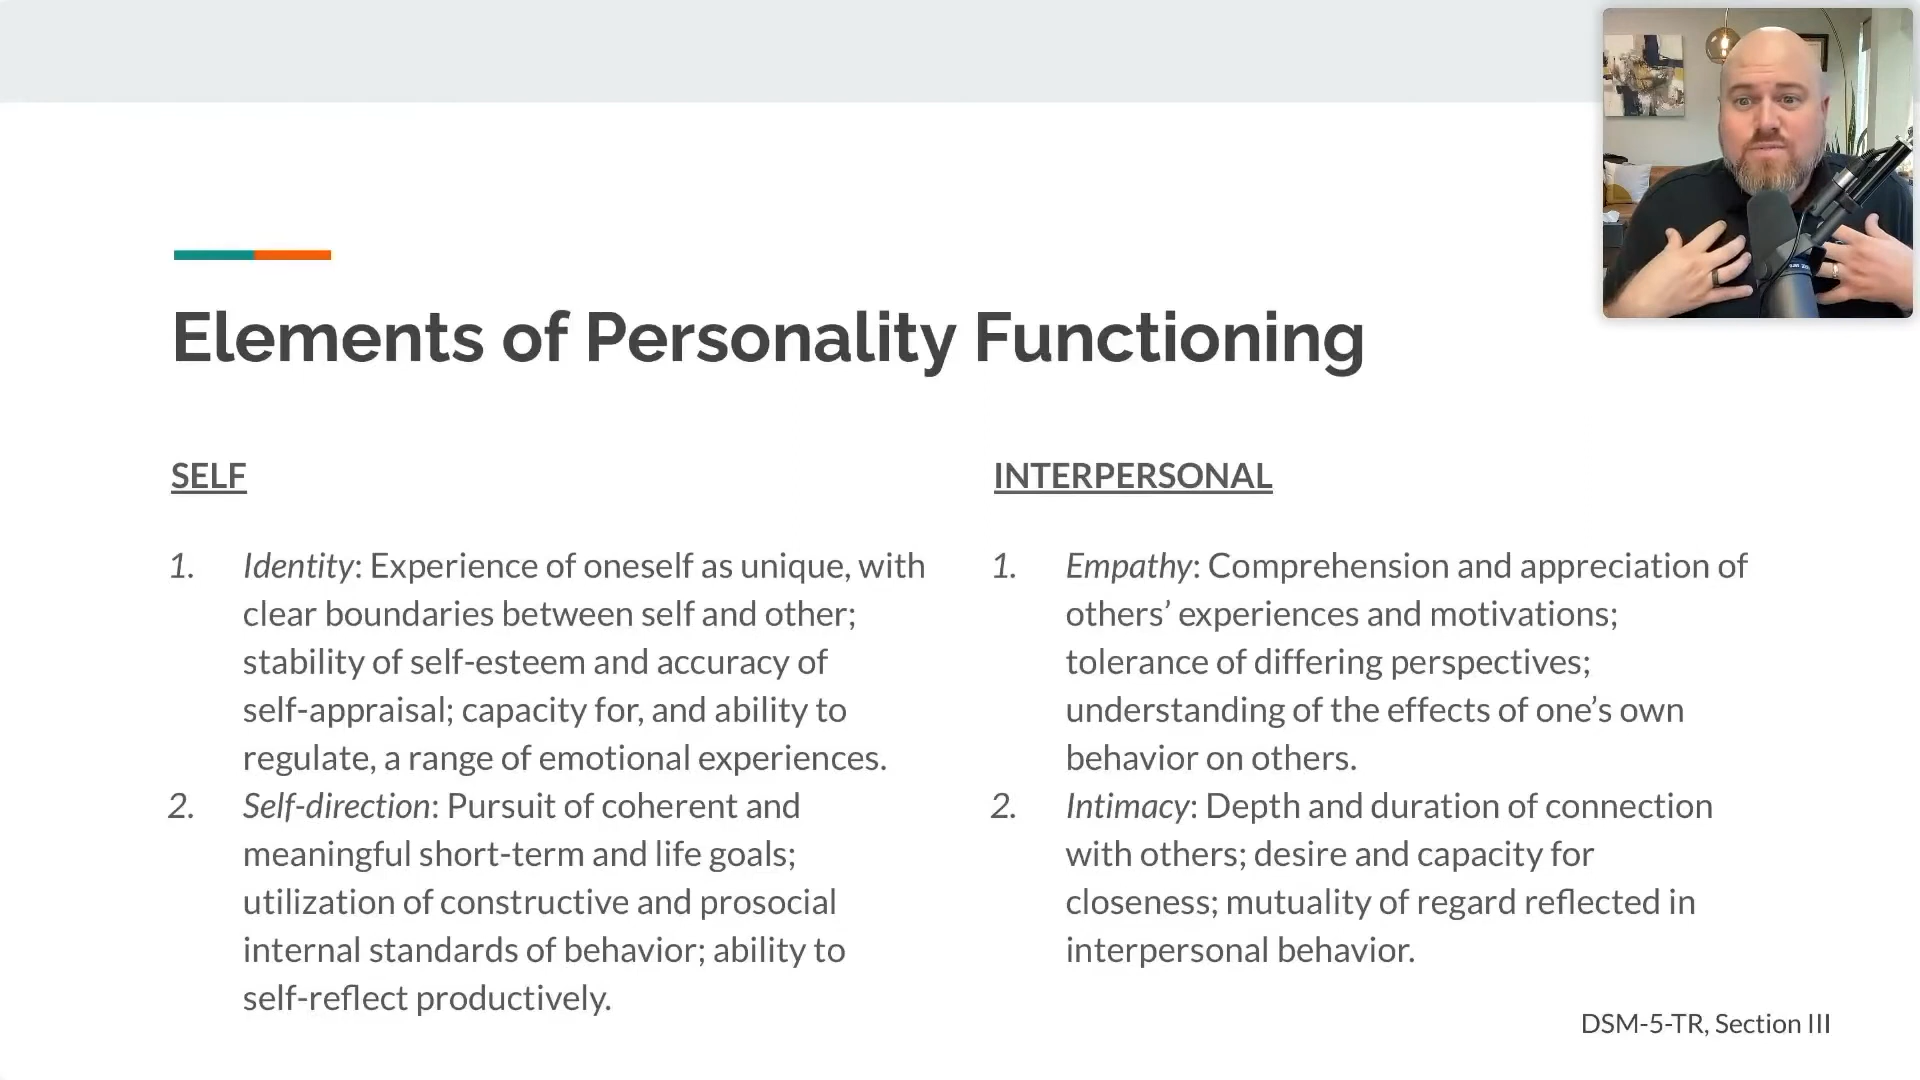 Elements of Personality Functioning
SELF
1. Identity: Experience of oneself as unique, with
clear boundaries between self and other;
stability of self-esteem and accuracy of
self-appraisal; capacity for, and ability to
regulate, a range of emotional experiences.
2. Self-direction: Pursuit of coherent and
meaningful short-term and life goals;
utilization of constructive and prosocial
internal standards of behavior; ability to
self-reflect productively.
INTERPERSONAL
1. Empathy: Comprehension and appreciation of
others’ experiences and motivations;
tolerance of differing perspectives;
understanding of the effects of one’s own
behavior on others.
2. Intimacy: Depth and duration of connection
with others; desire and capacity for
closeness; mutuality of regard reflected in
interpersonal behavior.
DSM-5-TR, Section III